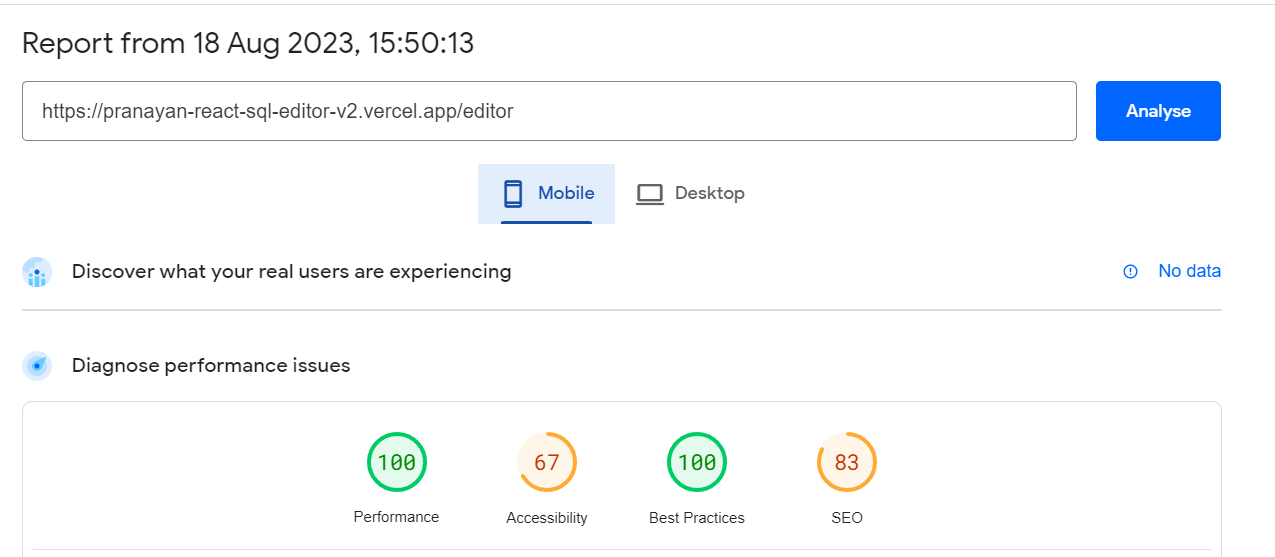 Report from 18 Aug 2023, 15:50:13
https://pranayan-react-sql-editor-v2.vercel.app/editor
Analyse
Mobile
Desktop
Discover what your real users are experiencing
No data
Diagnose performance issues
100
67
100
83
Performance
Accessibility
Best Practices
SEO